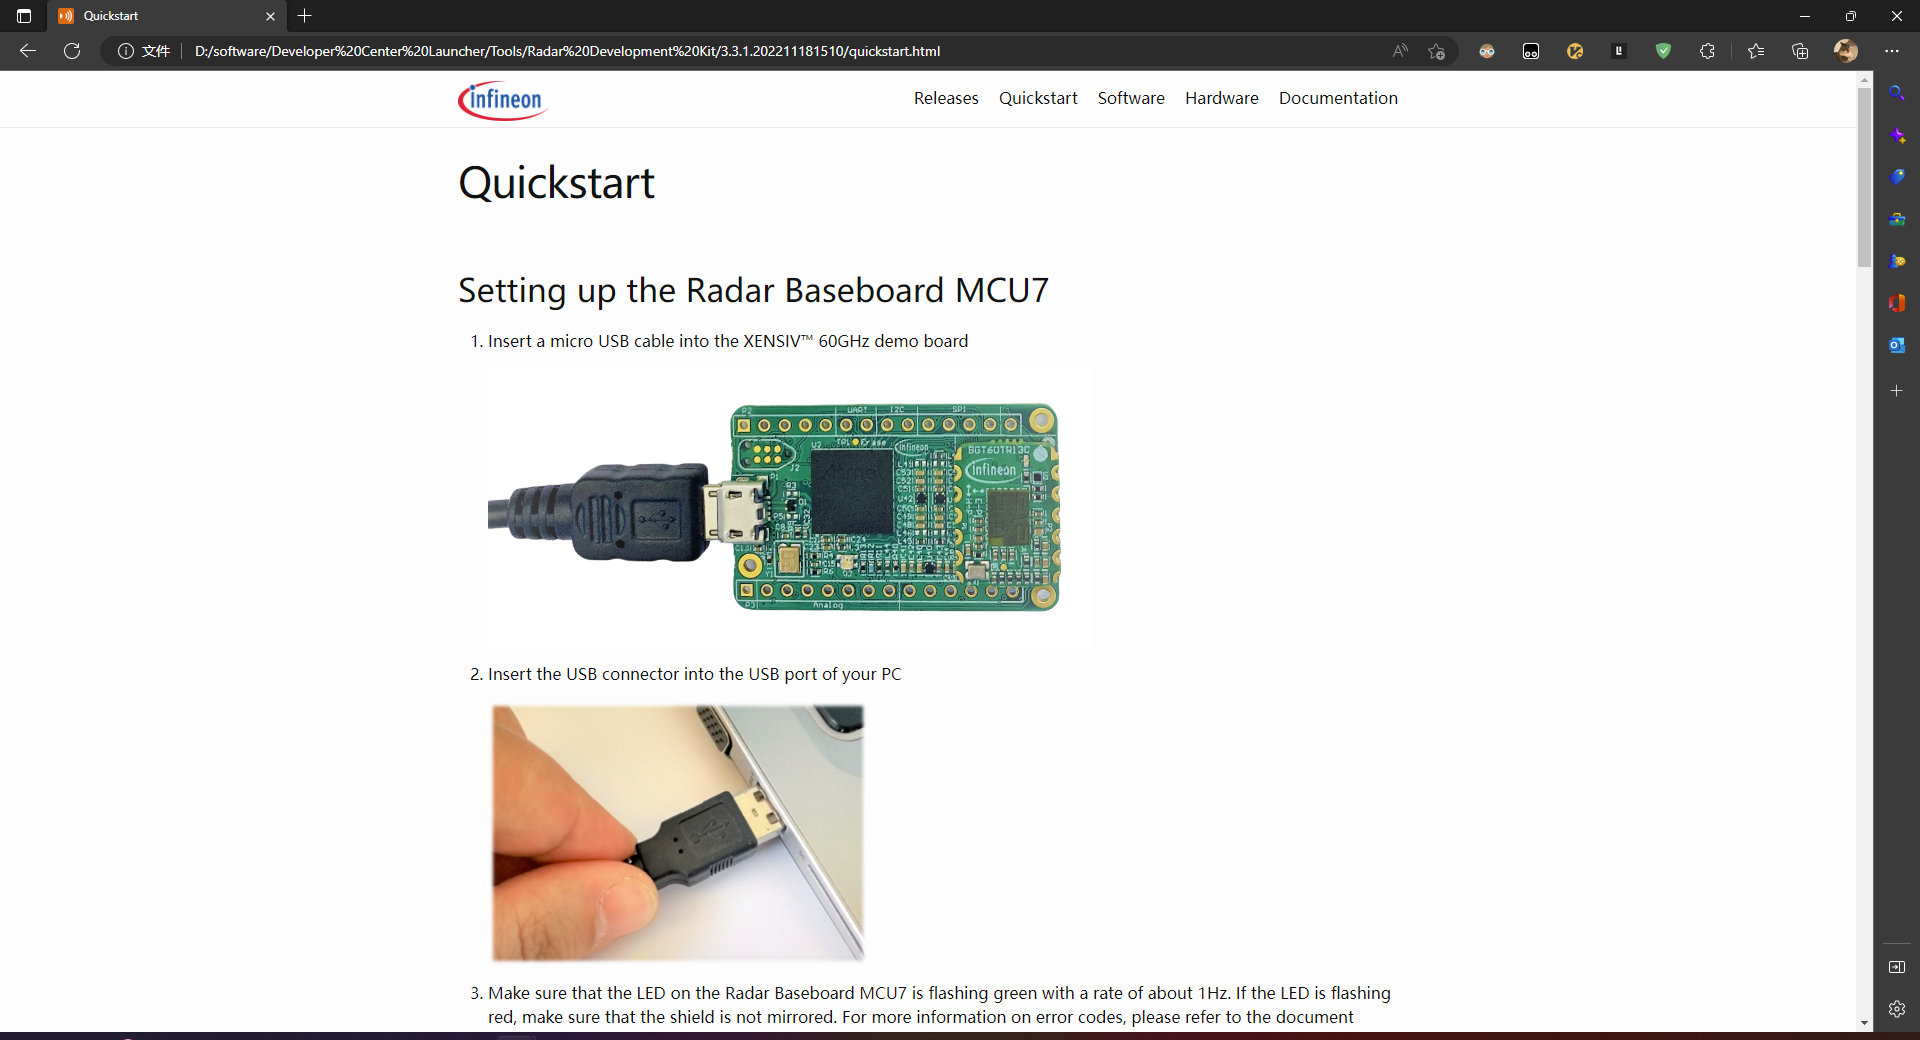 Quickstart
文件
D:/software/Developer%20Center%20Launcher/Tools/Radar%20Development%20Kit/3.3.1.202211181510/quickstart.html
infineon
Releases Quickstart Software Hardware Documentation
Quickstart
Setting up the Radar Baseboard MCU7
1. Insert a micro USB cable into the XENSIV™ 60GHz demo board
P2 UART I2C SPI
U2 TP1 Erase infineon BGT60TR13C
J2
Atmel
infineon
P1
R3
P3 Analog
2. Insert the USB connector into the USB port of your PC
3. Make sure that the LED on the Radar Baseboard MCU7 is flashing green with a rate of about 1Hz. If the LED is flashing
red, make sure that the shield is not mirrored. For more information on error codes, please refer to the document